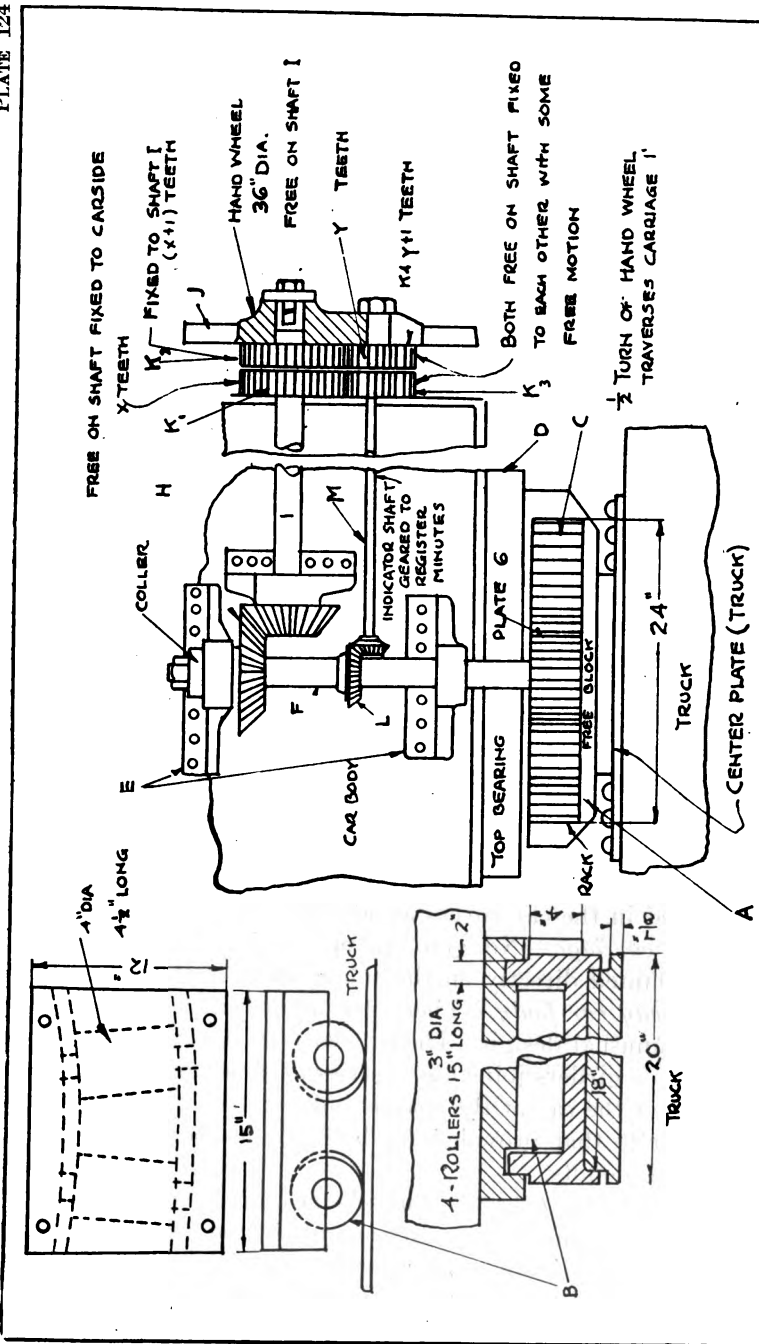 PLATE 124
4" DIA
4½" LONG
12"
15"
TRUCK
B
4 - ROLLERS 3" DIA
15" LONG
2"
4"
18"
20"
TRUCK
E
COLLER
H
FREE ON SHAFT FIXED TO CARSIDE
X TEETH
K2
FIXED TO SHAFT I
(X+1) TEETH
J
HAND WHEEL
36" DIA.
FREE ON SHAFT I
Y TEETH
K4 Y+1 TEETH
K1
K3
BOTH FREE ON SHAFT FIXED
TO EACH OTHER WITH SOME
FREE MOTION
I
M
INDICATOR SHAFT
GEARED TO
REGISTER
MINUTES
F
L
CAR BODY
TOP BEARING PLATE 6
D
C
RACK
FREE BLOCK
24"
½ TURN OF HAND WHEEL
TRAVERSES CARRIAGE 1'
A
TRUCK
CENTER PLATE (TRUCK)